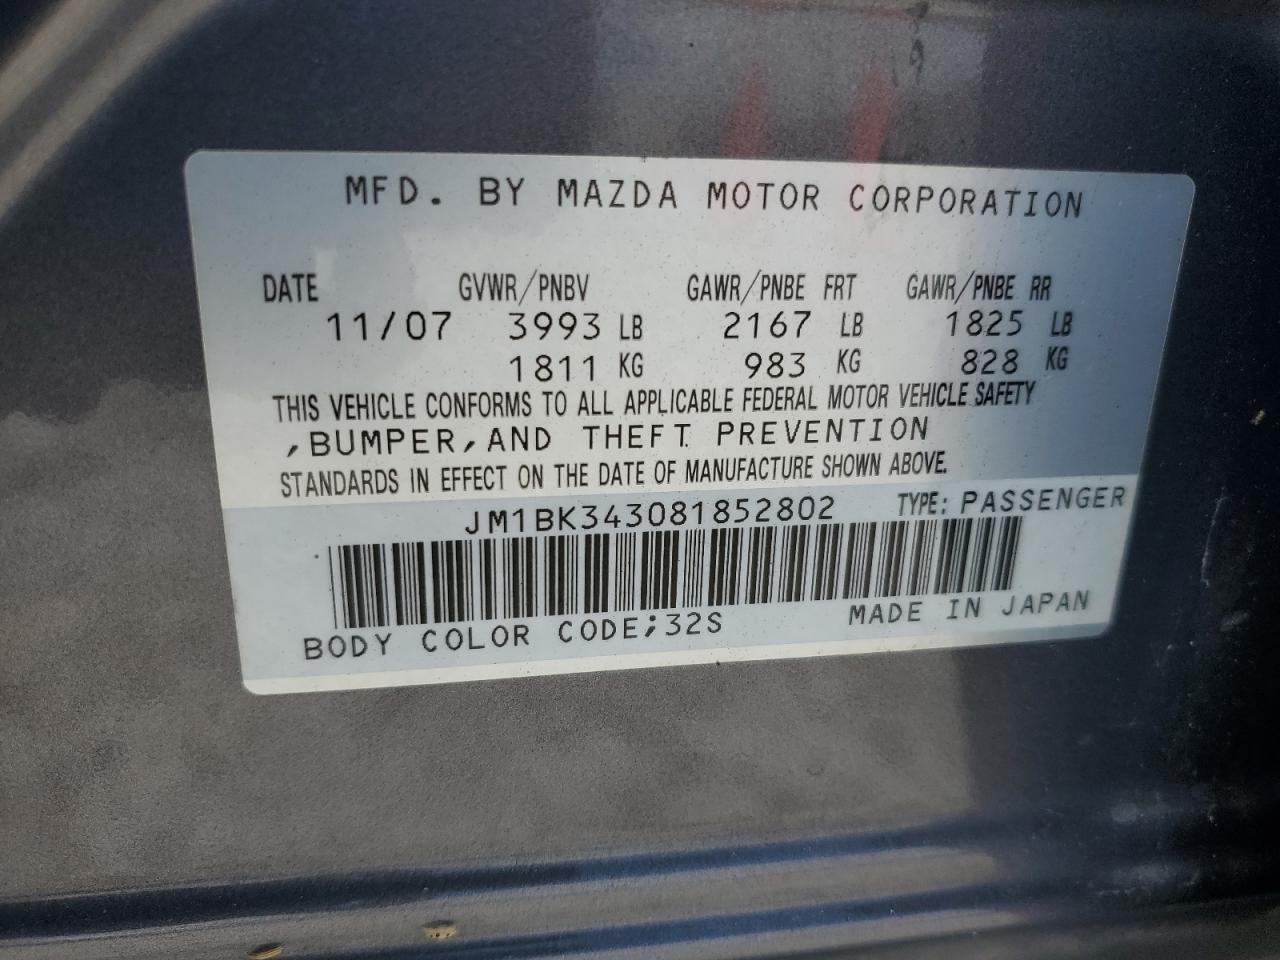 MFD. BY MAZDA MOTOR CORPORATION
DATE GVWR/PNBV GAWR/PNBE FRT GAWR/PNBE RR
11/07 3993 LB 2167 LB 1825 LB
1811 KG 983 KG 828 KG
THIS VEHICLE CONFORMS TO ALL APPLICABLE FEDERAL MOTOR VEHICLE SAFETY
,BUMPER,AND THEFT PREVENTION
STANDARDS IN EFFECT ON THE DATE OF MANUFACTURE SHOWN ABOVE.
JM1BK343081852802 TYPE: PASSENGER
BODY COLOR CODE;32S MADE IN JAPAN